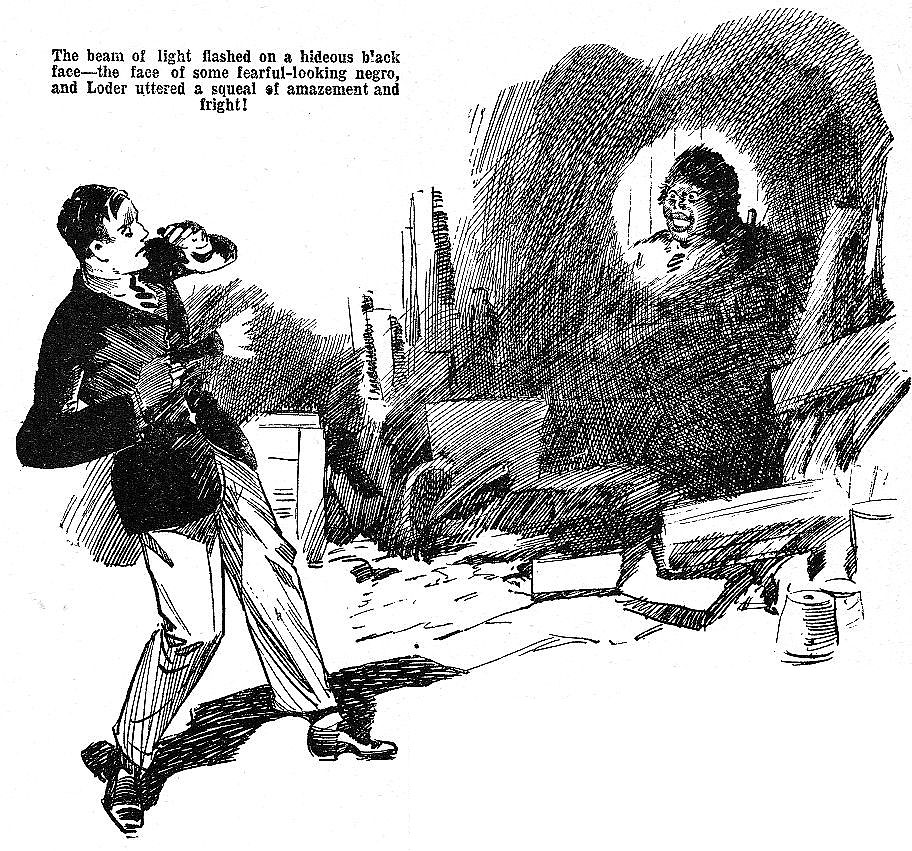 The beam of light flashed on a hideous black
face—the face of some fearful-looking negro,
and Loder uttered a squeal of amazement and
fright!